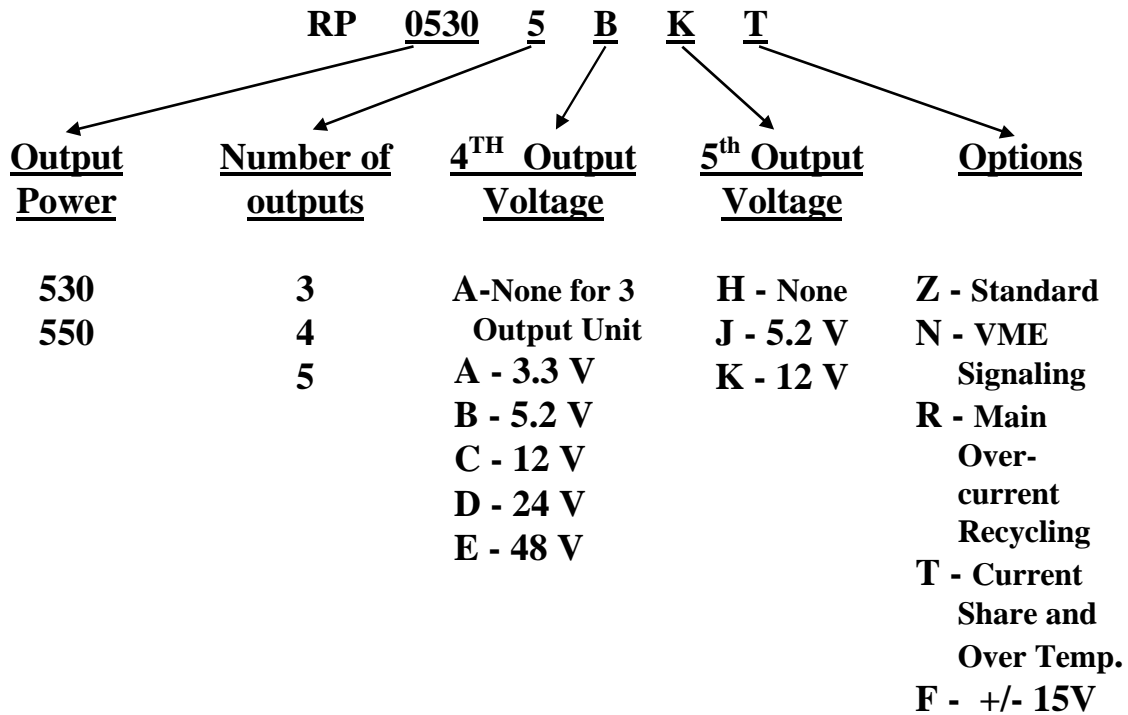 RP 0530 5 B K T
Output Power
Number of outputs
4TH Output Voltage
5th Output Voltage
Options
530
550
3
4
5
A-None for 3
Output Unit
A - 3.3 V
B - 5.2 V
C - 12 V
D - 24 V
E - 48 V
H - None
J - 5.2 V
K - 12 V
Z - Standard
N - VME
Signaling
R - Main
Over-
current
Recycling
T - Current
Share and
Over Temp.
F - +/- 15V